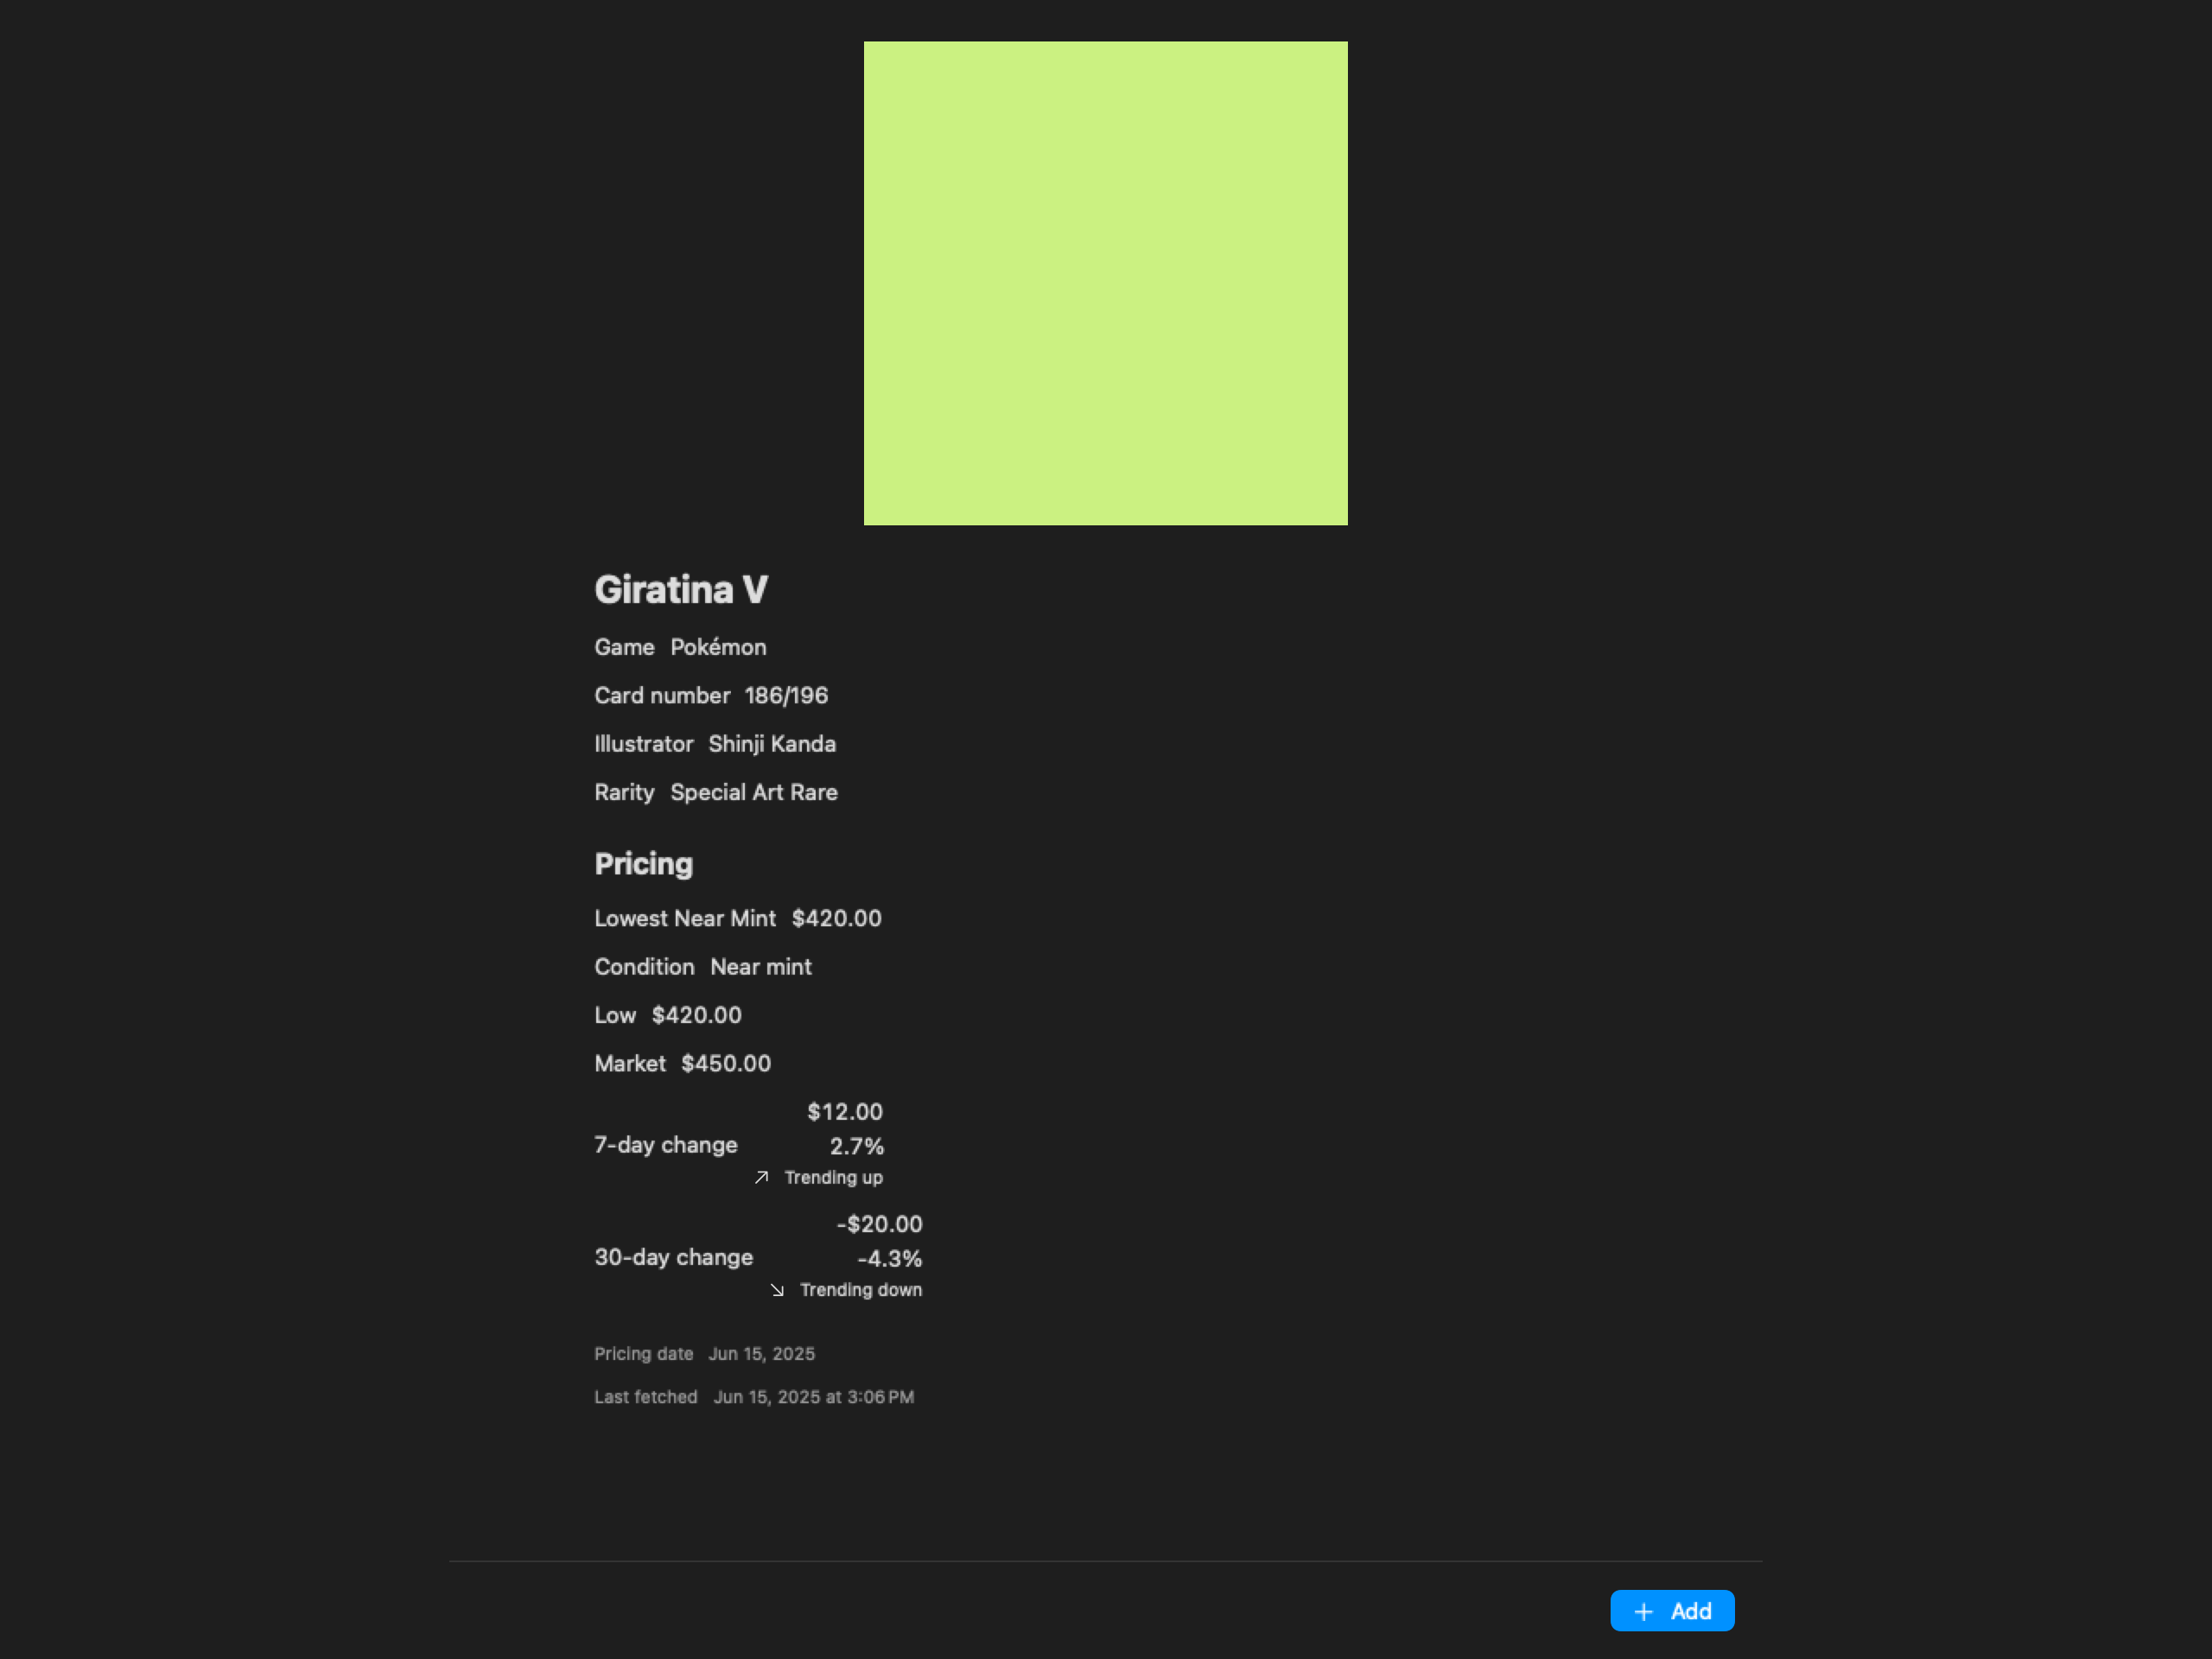 Giratina V
Game Pokémon
Card number 186/196
Illustrator Shinji Kanda
Rarity Special Art Rare
Pricing
Lowest Near Mint $420.00
Condition Near mint
Low $420.00
Market $450.00
7-day change
$12.00
2.7%
Trending up
30-day change
-$20.00
-4.3%
Trending down
Pricing date Jun 15, 2025
Last fetched Jun 15, 2025 at 3:06 PM
Add